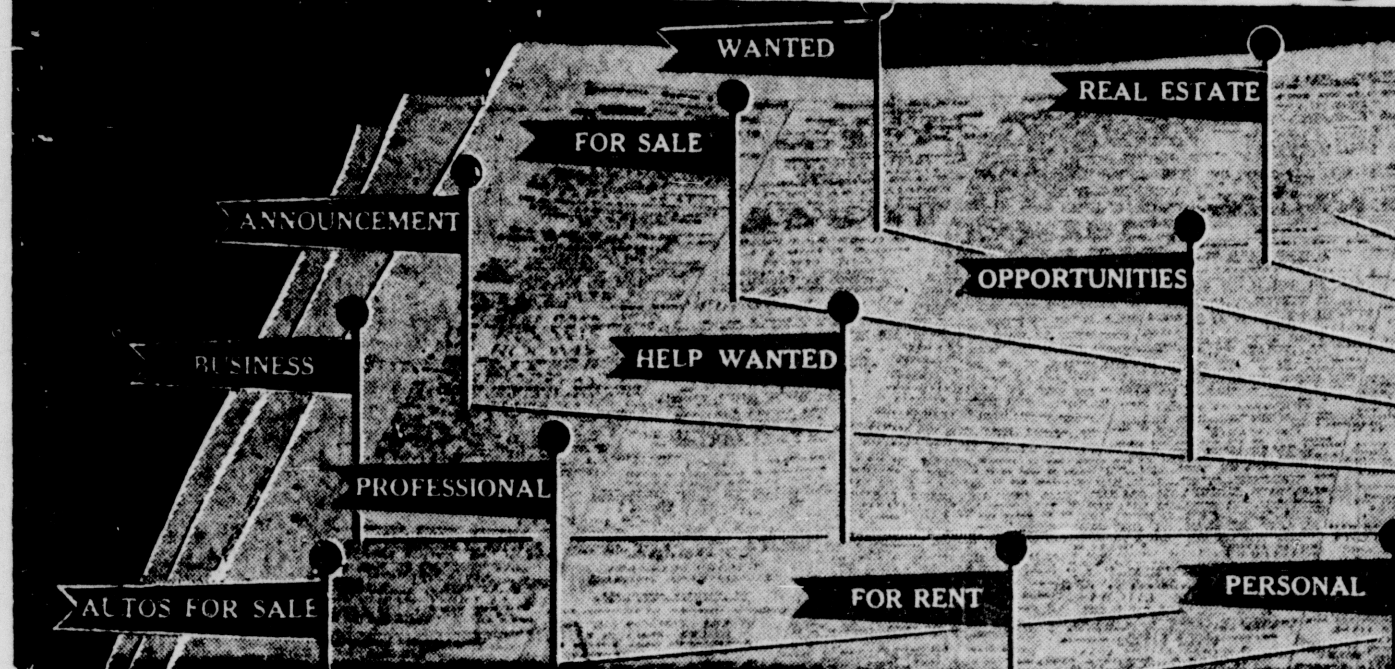 WANTED
REAL ESTATE
FOR SALE
ANNOUNCEMENT
OPPORTUNITIES
BUSINESS
HELP WANTED
PROFESSIONAL
AUTOS FOR SALE
FOR RENT
PERSONAL